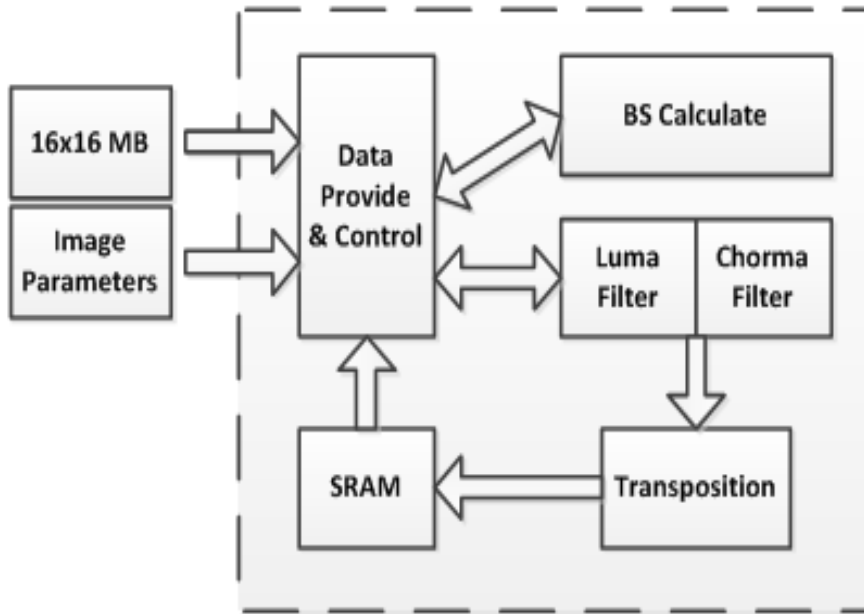 16x16 MB
Image
Parameters
Data
Provide
& Control
BS Calculate
Luma
Filter
Chorma
Filter
SRAM
Transposition